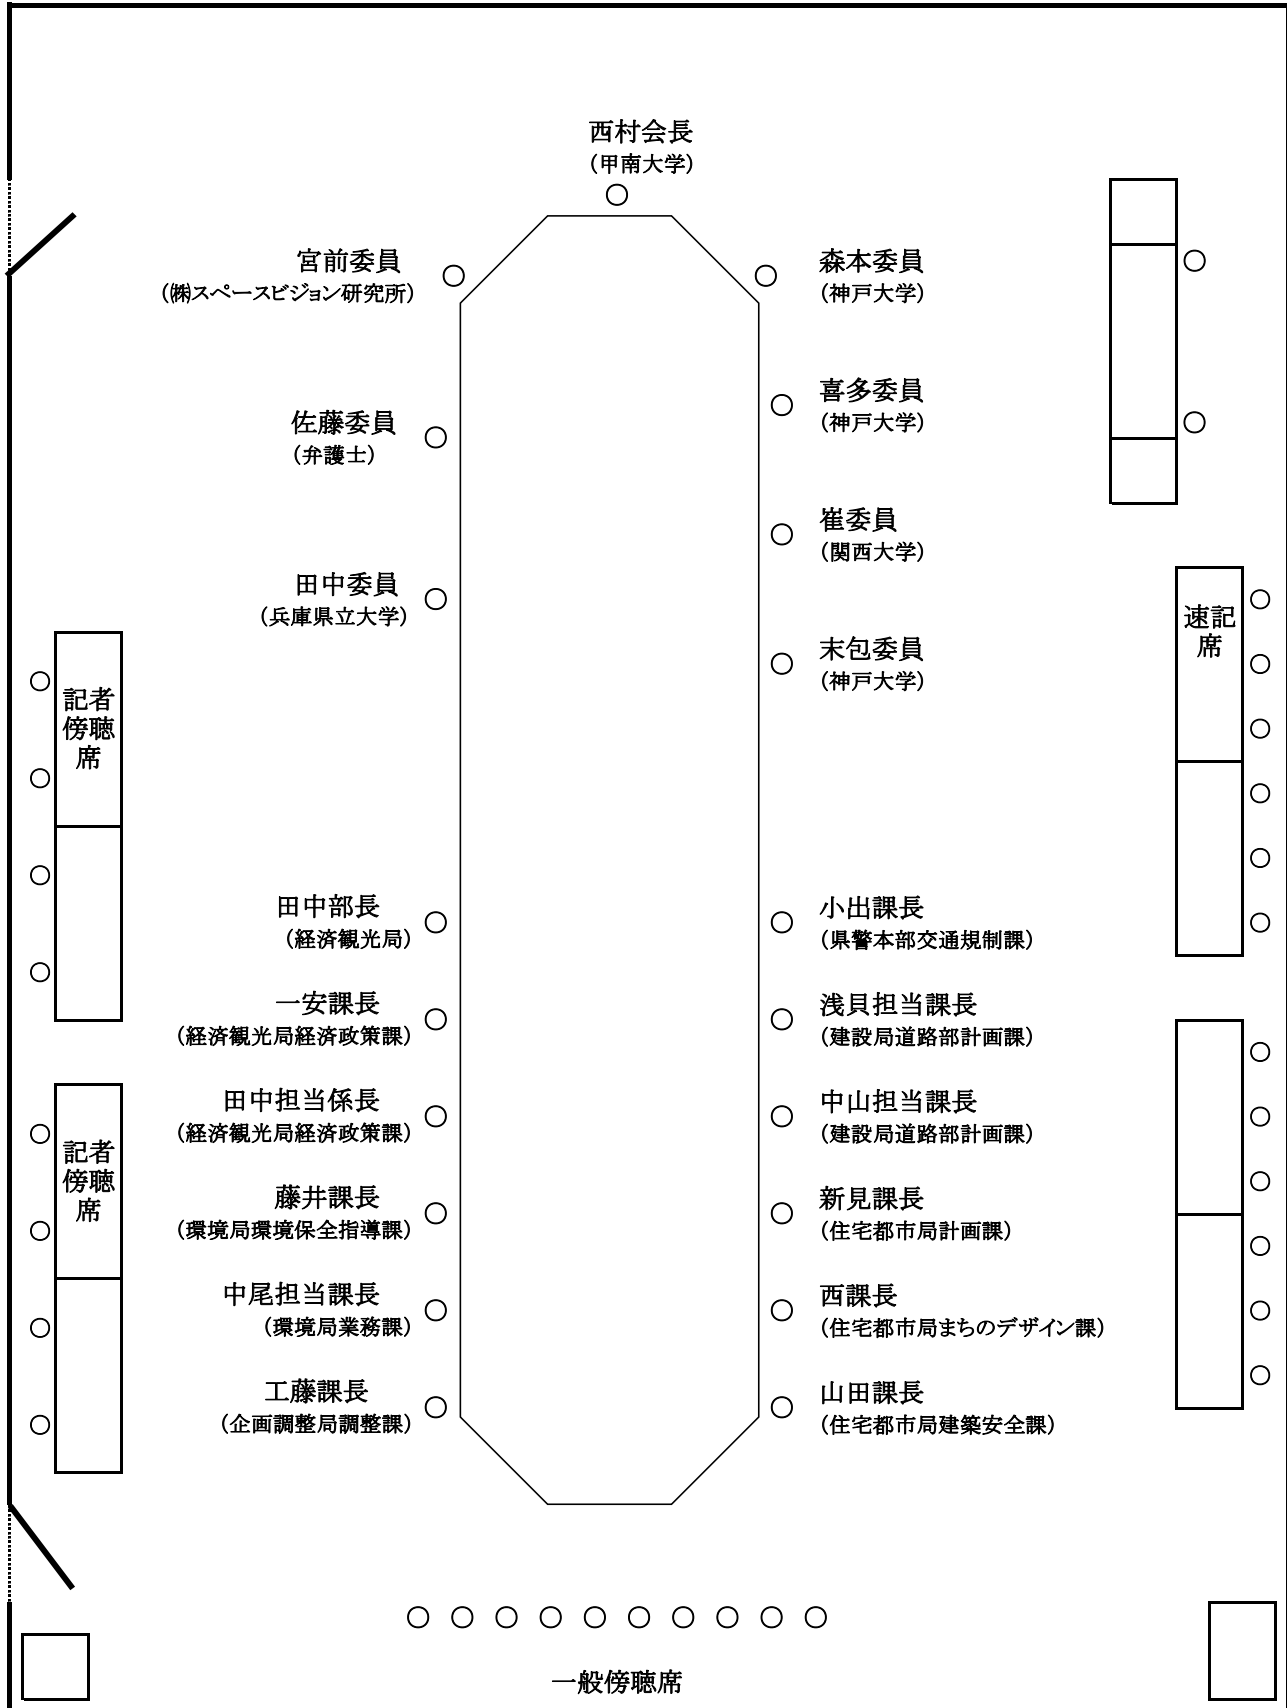 西村会長
（甲南大学）
宮前委員
（㈱スペースビジョン研究所）
森本委員
（神戸大学）
佐藤委員
（弁護士）
喜多委員
（神戸大学）
田中委員
（兵庫県立大学）
崔委員
（関西大学）
末包委員
（神戸大学）
速記
席
記者
傍聴
席
田中部長
（経済観光局）
小出課長
（県警本部交通規制課）
一安課長
（経済観光局経済政策課）
浅貝担当課長
（建設局道路部計画課）
田中担当係長
（経済観光局経済政策課）
中山担当課長
（建設局道路部計画課）
記者
傍聴
席
藤井課長
（環境局環境保全指導課）
新見課長
（住宅都市局計画課）
中尾担当課長
（環境局業務課）
西課長
（住宅都市局まちのデザイン課）
工藤課長
（企画調整局調整課）
山田課長
（住宅都市局建築安全課）
一般傍聴席